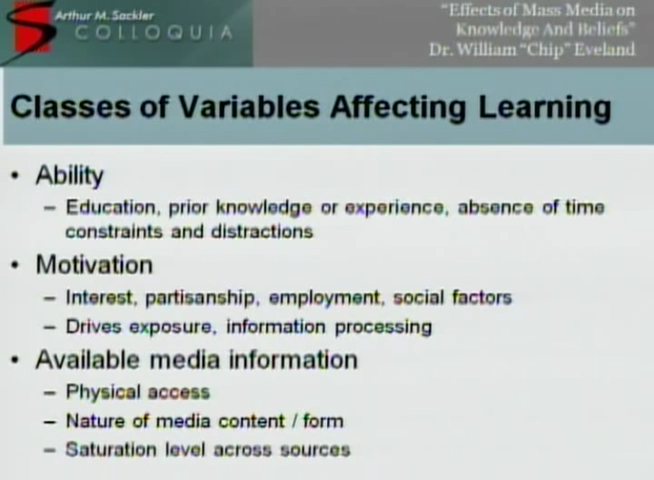 Arthur M. Sackler
COLLOQUIA
"Effects of Mass Media on
Knowledge And Beliefs"
Dr. William "Chip" Eveland
Classes of Variables Affecting Learning
• Ability
– Education, prior knowledge or experience, absence of time
constraints and distractions
• Motivation
– Interest, partisanship, employment, social factors
– Drives exposure, information processing
• Available media information
– Physical access
– Nature of media content / form
– Saturation level across sources